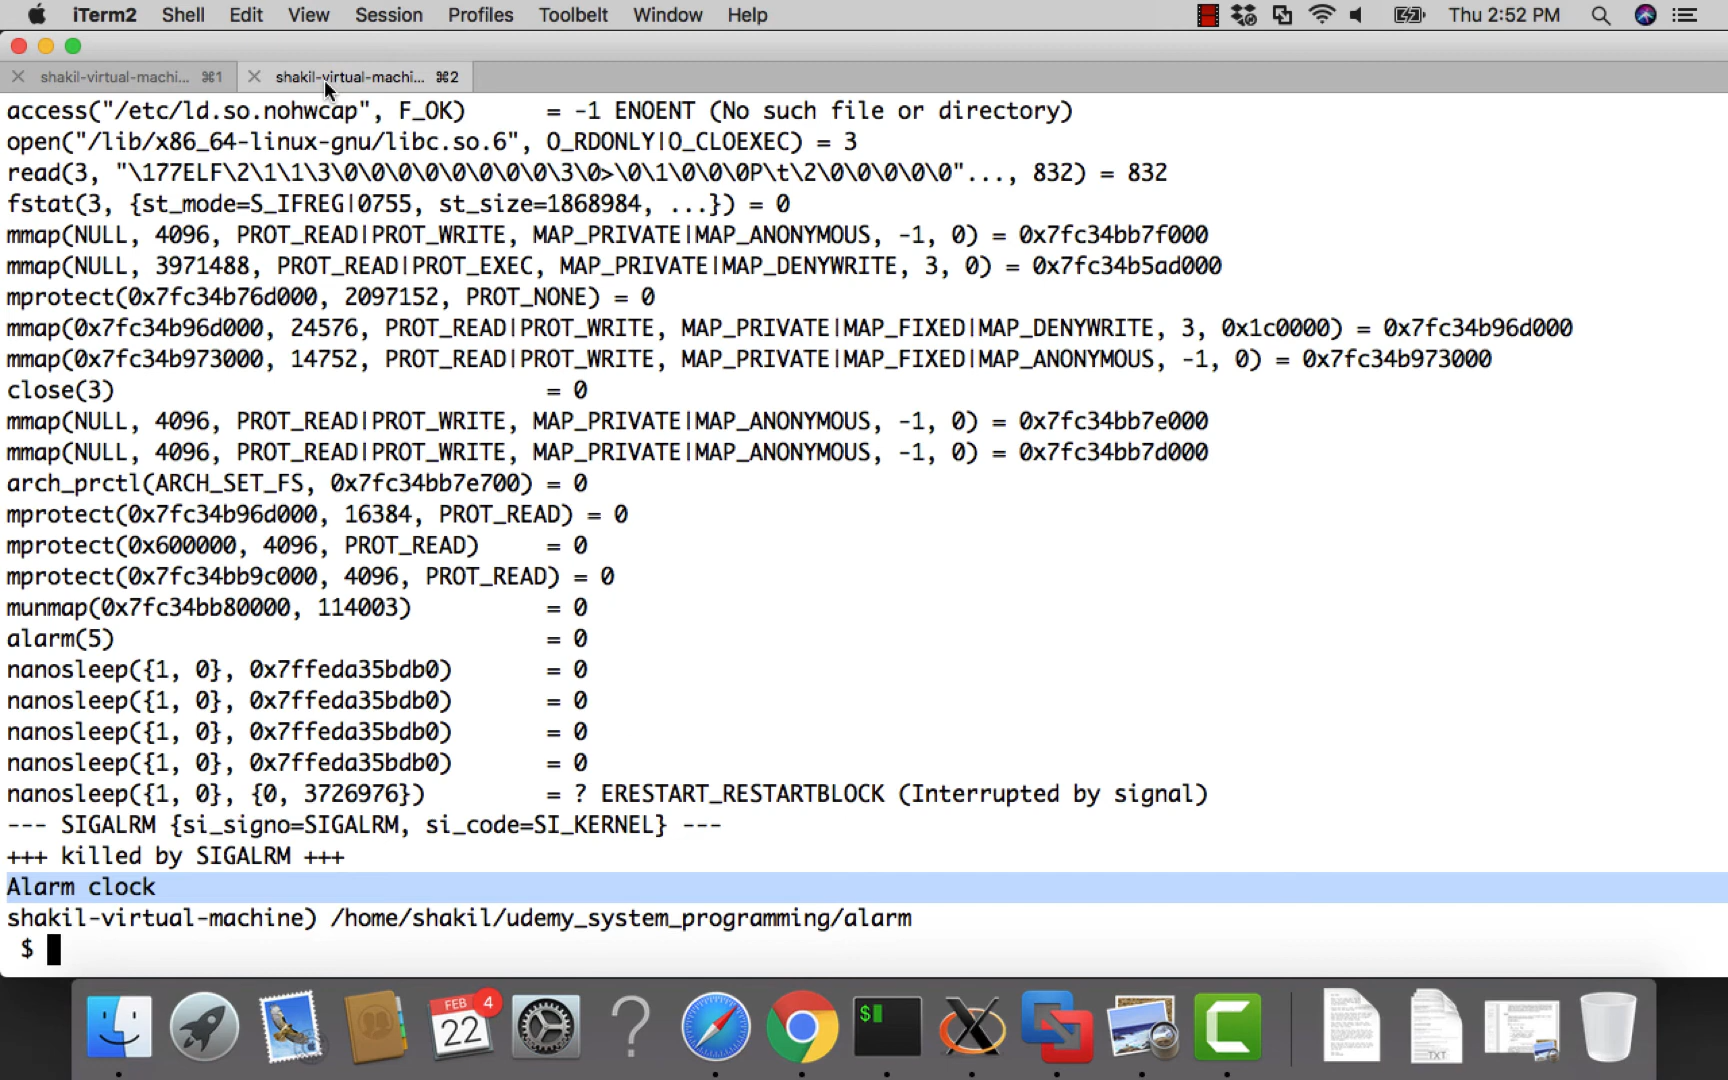 iTerm2 Shell Edit View Session Profiles Toolbelt Window Help Thu 2:52 PM
shakil-virtual-machi... ⌘1 shakil-virtual-machi... ⌘2
access("/etc/ld.so.nohwcap", F_OK)      = -1 ENOENT (No such file or directory)
open("/lib/x86_64-linux-gnu/libc.so.6", O_RDONLY|O_CLOEXEC) = 3
read(3, "\177ELF\2\1\1\3\0\0\0\0\0\0\0\0\3\0>\0\1\0\0\0P\t\2\0\0\0\0\0"..., 832) = 832
fstat(3, {st_mode=S_IFREG|0755, st_size=1868984, ...}) = 0
mmap(NULL, 4096, PROT_READ|PROT_WRITE, MAP_PRIVATE|MAP_ANONYMOUS, -1, 0) = 0x7fc34bb7f000
mmap(NULL, 3971488, PROT_READ|PROT_EXEC, MAP_PRIVATE|MAP_DENYWRITE, 3, 0) = 0x7fc34b5ad000
mprotect(0x7fc34b76d000, 2097152, PROT_NONE) = 0
mmap(0x7fc34b96d000, 24576, PROT_READ|PROT_WRITE, MAP_PRIVATE|MAP_FIXED|MAP_DENYWRITE, 3, 0x1c0000) = 0x7fc34b96d000
mmap(0x7fc34b973000, 14752, PROT_READ|PROT_WRITE, MAP_PRIVATE|MAP_FIXED|MAP_ANONYMOUS, -1, 0) = 0x7fc34b973000
close(3)                                = 0
mmap(NULL, 4096, PROT_READ|PROT_WRITE, MAP_PRIVATE|MAP_ANONYMOUS, -1, 0) = 0x7fc34bb7e000
mmap(NULL, 4096, PROT_READ|PROT_WRITE, MAP_PRIVATE|MAP_ANONYMOUS, -1, 0) = 0x7fc34bb7d000
arch_prctl(ARCH_SET_FS, 0x7fc34bb7e700) = 0
mprotect(0x7fc34b96d000, 16384, PROT_READ) = 0
mprotect(0x600000, 4096, PROT_READ)     = 0
mprotect(0x7fc34bb9c000, 4096, PROT_READ) = 0
munmap(0x7fc34bb80000, 114003)          = 0
alarm(5)                                = 0
nanosleep({1, 0}, 0x7ffeda35bdb0)       = 0
nanosleep({1, 0}, 0x7ffeda35bdb0)       = 0
nanosleep({1, 0}, 0x7ffeda35bdb0)       = 0
nanosleep({1, 0}, 0x7ffeda35bdb0)       = 0
nanosleep({1, 0}, {0, 3726976})         = ? ERESTART_RESTARTBLOCK (Interrupted by signal)
--- SIGALRM {si_signo=SIGALRM, si_code=SI_KERNEL} ---
+++ killed by SIGALRM +++
Alarm clock
shakil-virtual-machine) /home/shakil/udemy_system_programming/alarm
$
FEB 4
22
$
TXT